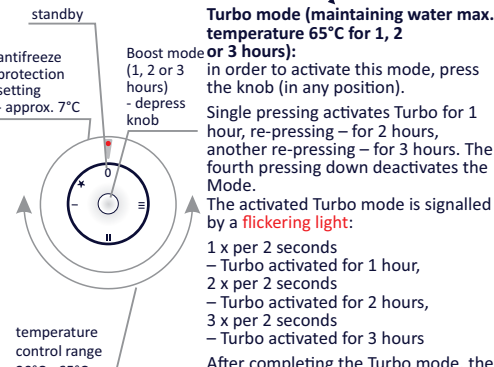 standby
antifreeze
protection
setting
- approx. 7°C
Boost mode
(1, 2 or 3
hours)
- depress
knob
0
I
II
III
temperature
control range
Turbo mode (maintaining water max.
temperature 65°C for 1, 2
or 3 hours):
in order to activate this mode, press
the knob (in any position).
Single pressing activates Turbo for 1
hour, re-pressing – for 2 hours,
another re-pressing – for 3 hours. The
fourth pressing down deactivates the
Mode.
The activated Turbo mode is signalled
by a flickering light:
1 x per 2 seconds
– Turbo activated for 1 hour,
2 x per 2 seconds
– Turbo activated for 2 hours,
3 x per 2 seconds
– Turbo activated for 3 hours
After completing the Turbo mode, the